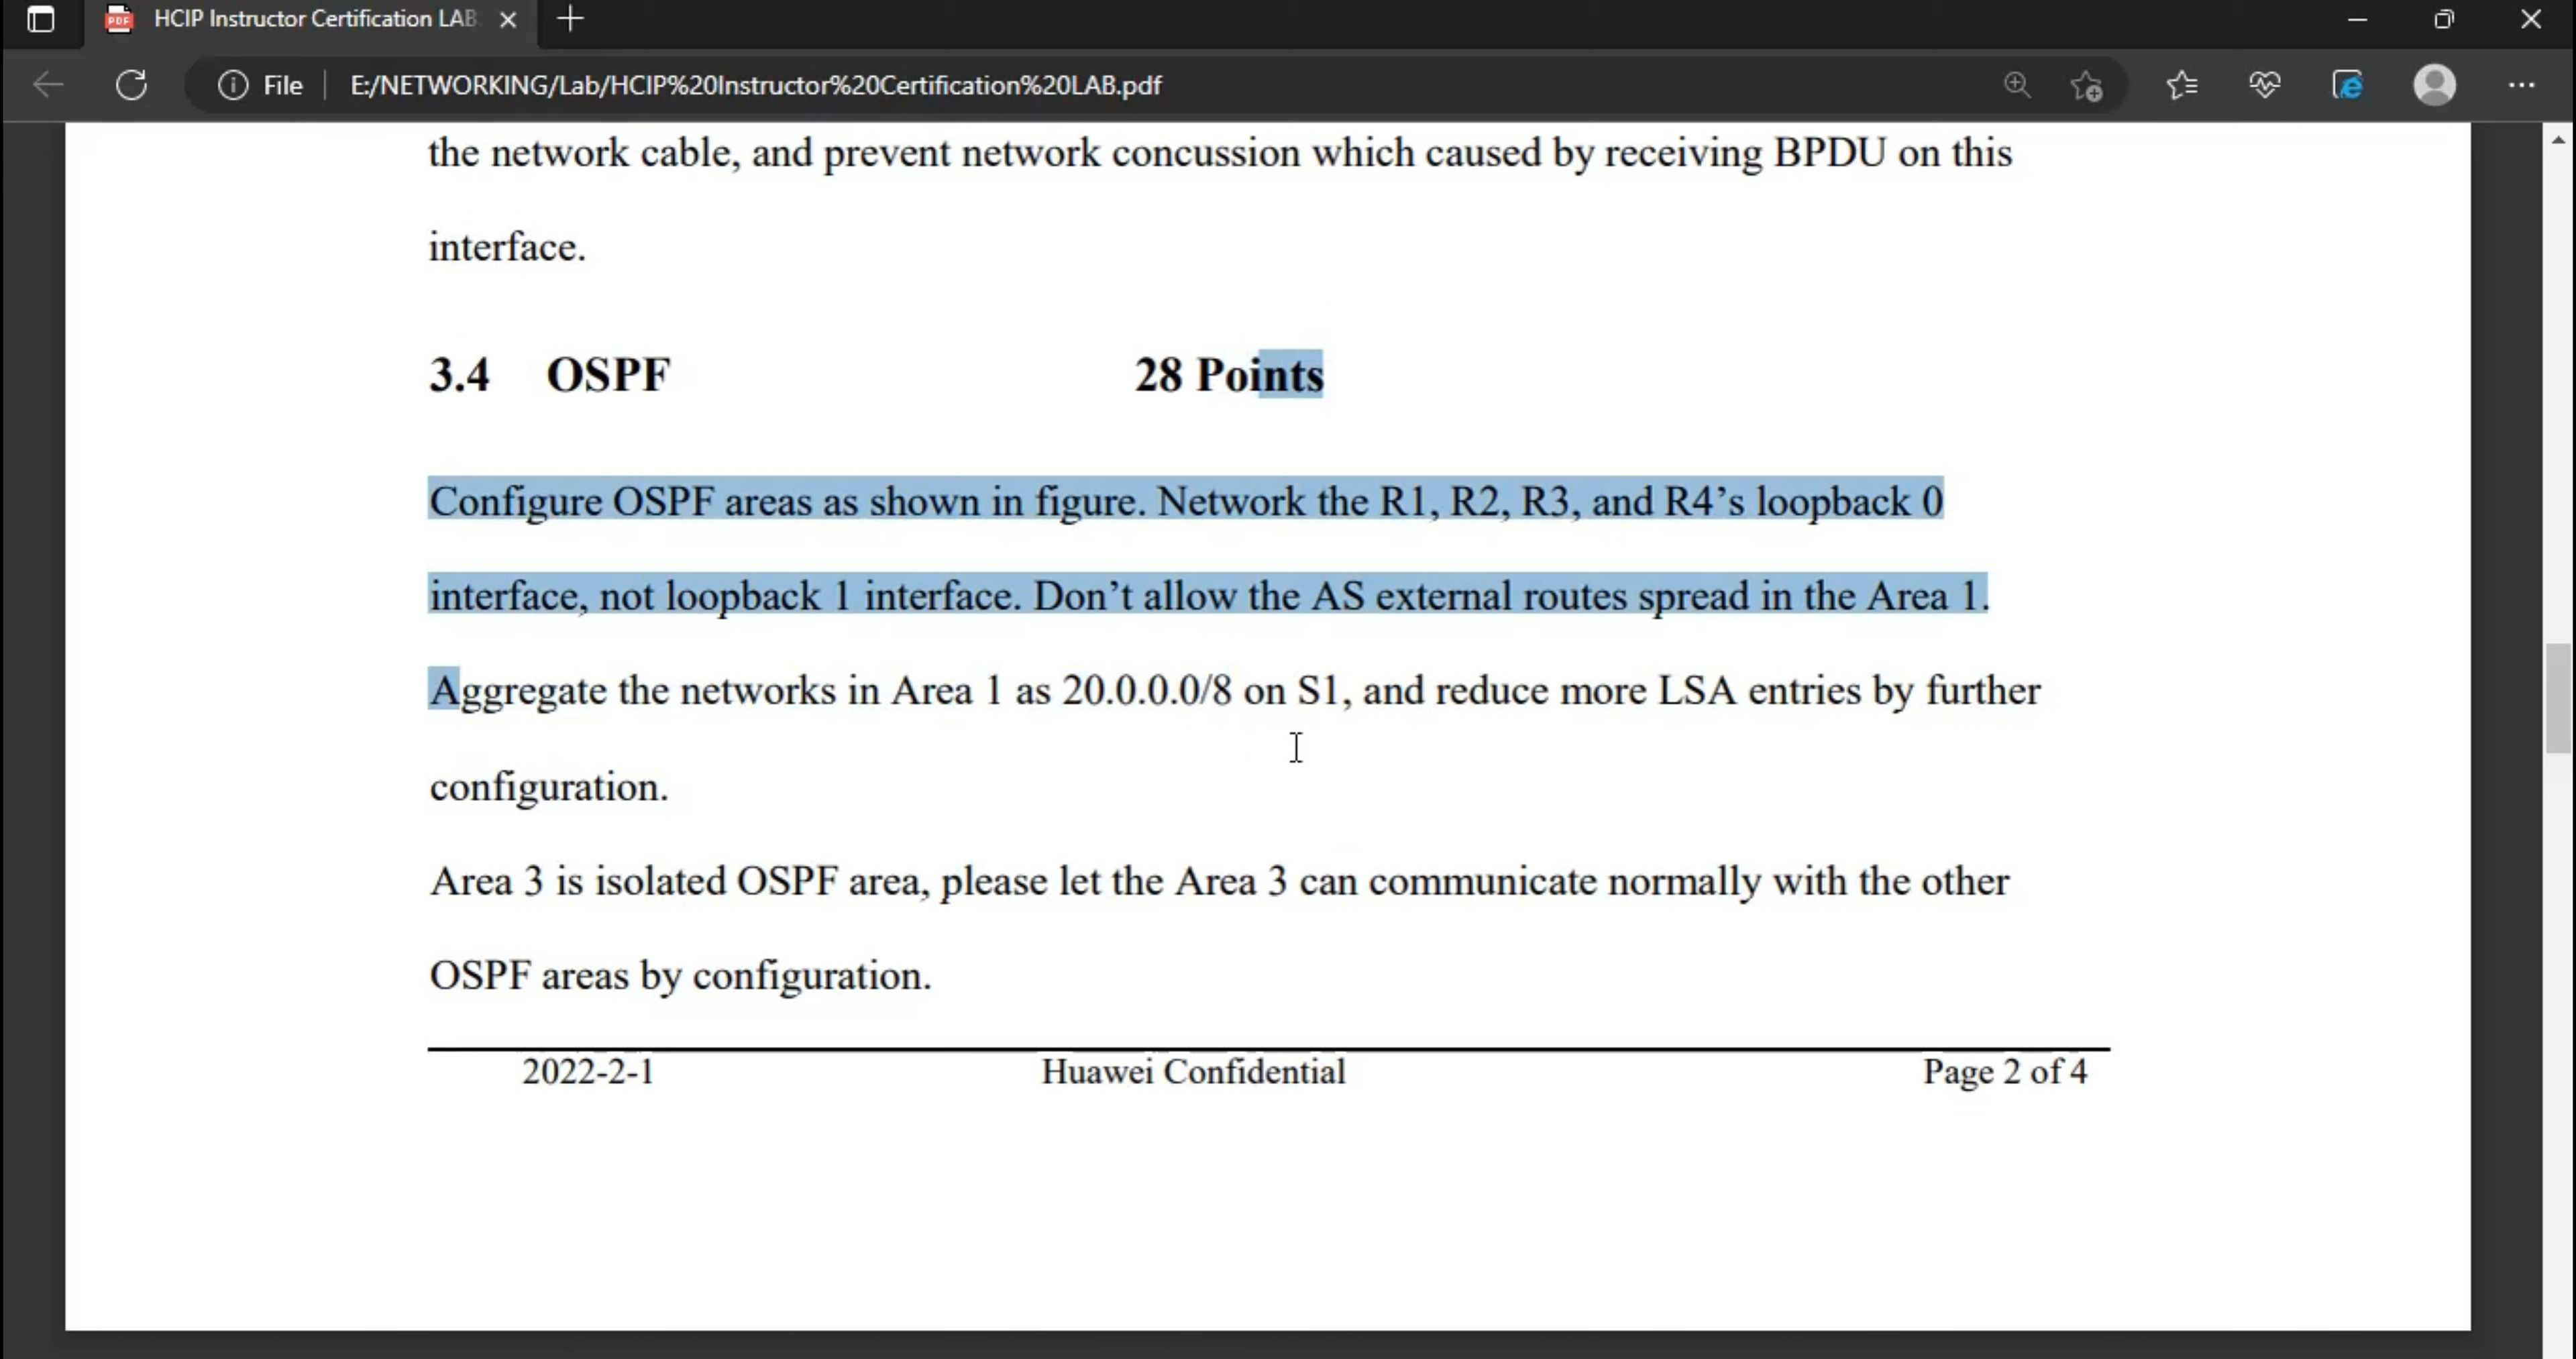 HCIP Instructor Certification LAB
File
E:/NETWORKING/Lab/HCIP%20Instructor%20Certification%20LAB.pdf
the network cable, and prevent network concussion which caused by receiving BPDU on this
interface.
3.4 OSPF 28 Points
Configure OSPF areas as shown in figure. Network the R1, R2, R3, and R4’s loopback 0
interface, not loopback 1 interface. Don’t allow the AS external routes spread in the Area 1.
Aggregate the networks in Area 1 as 20.0.0.0/8 on S1, and reduce more LSA entries by further
configuration.
Area 3 is isolated OSPF area, please let the Area 3 can communicate normally with the other
OSPF areas by configuration.
2022-2-1 Huawei Confidential Page 2 of 4